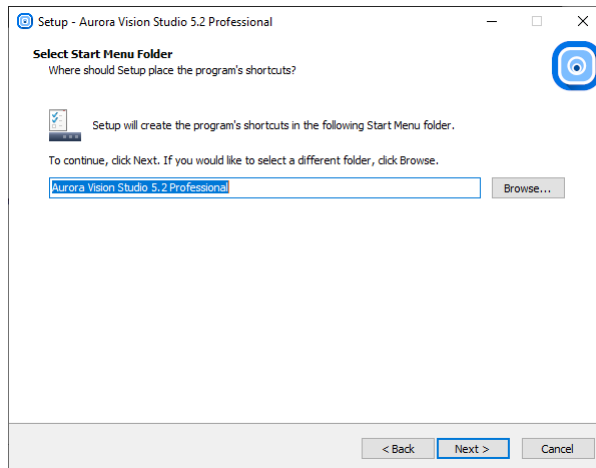 Setup - Aurora Vision Studio 5.2 Professional
Select Start Menu Folder
Where should Setup place the program's shortcuts?
Setup will create the program's shortcuts in the following Start Menu folder.
To continue, click Next. If you would like to select a different folder, click Browse.
Aurora Vision Studio 5.2 Professional
Browse...
< Back
Next >
Cancel